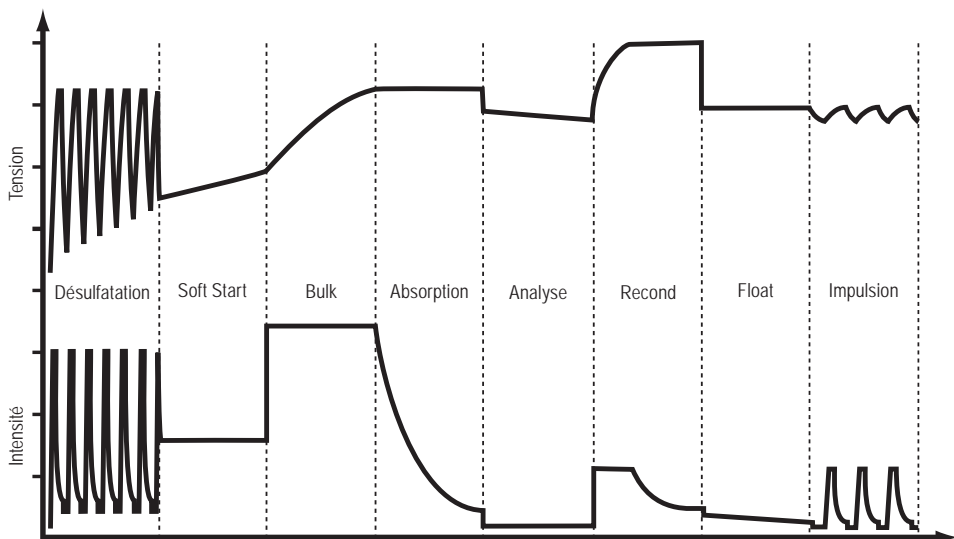 Tension
Désulfatation Soft Start Bulk Absorption Analyse Recond Float Impulsion
Intensité